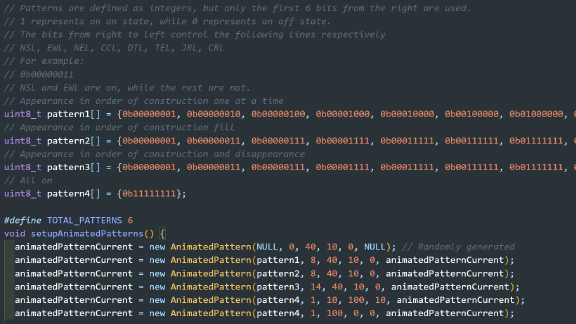 // Patterns are defined as integers, but only the first 6 bits from the right are used.
// 1 represents on an state, while 0 represents an off state.
// The bits from right to left control the following lines respectively
// NSL, EWL, NEL, CCL, DTL, TEL, JRL, CRL
// For example:
// 0b00000011
// NSL and EWL are on, while the rest are not.
// Appearance in order of construction one at a time
uint8_t pattern1[] = {0b00000001, 0b00000010, 0b00000100, 0b00001000, 0b00010000, 0b00100000, 0b01000000, 0
// Appearance in order of construction fill
uint8_t pattern2[] = {0b00000001, 0b00000011, 0b00000111, 0b00001111, 0b00011111, 0b00111111, 0b01111111, 0
// Appearance in order of construction and disappearance
uint8_t pattern3[] = {0b00000001, 0b00000011, 0b00000111, 0b00001111, 0b00011111, 0b00111111, 0b01111111, 0
// All on
uint8_t pattern4[] = {0b11111111};
#define TOTAL_PATTERNS 6
void setupAnimatedPatterns() {
animatedPatternCurrent = new AnimatedPattern(NULL, 0, 40, 10, 0, NULL); // Randomly generated
animatedPatternCurrent = new AnimatedPattern(pattern1, 8, 40, 10, 0, animatedPatternCurrent);
animatedPatternCurrent = new AnimatedPattern(pattern2, 8, 40, 10, 0, animatedPatternCurrent);
animatedPatternCurrent = new AnimatedPattern(pattern3, 14, 40, 10, 0, animatedPatternCurrent);
animatedPatternCurrent = new AnimatedPattern(pattern4, 1, 10, 100, 10, animatedPatternCurrent);
animatedPatternCurrent = new AnimatedPattern(pattern4, 1, 100, 0, 0, animatedPatternCurrent);